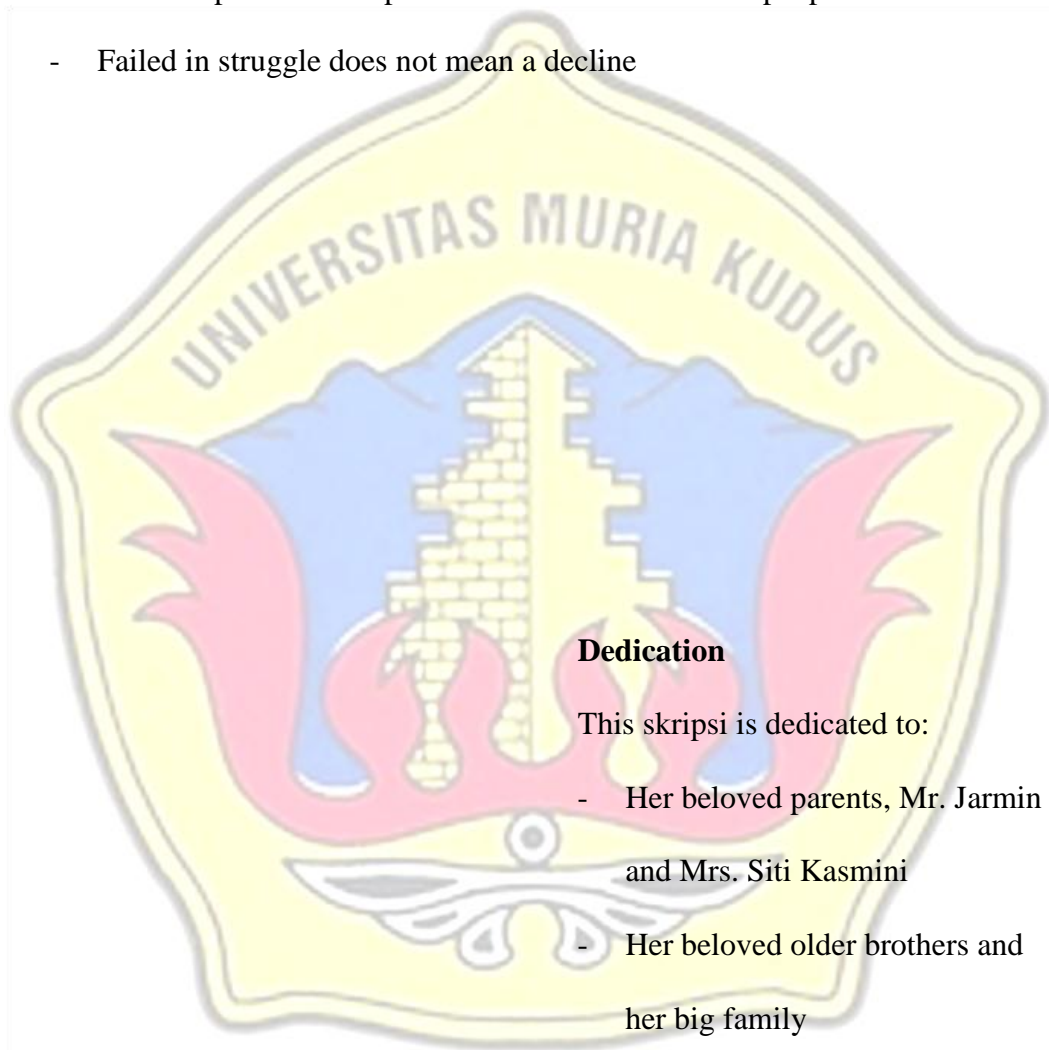 - Failed in struggle does not mean a decline
UNIVERSITAS MURIA KUDUS
Dedication
This skripsi is dedicated to:
- Her beloved parents, Mr. Jarmin
and Mrs. Siti Kasmini
- Her beloved older brothers and
her big family